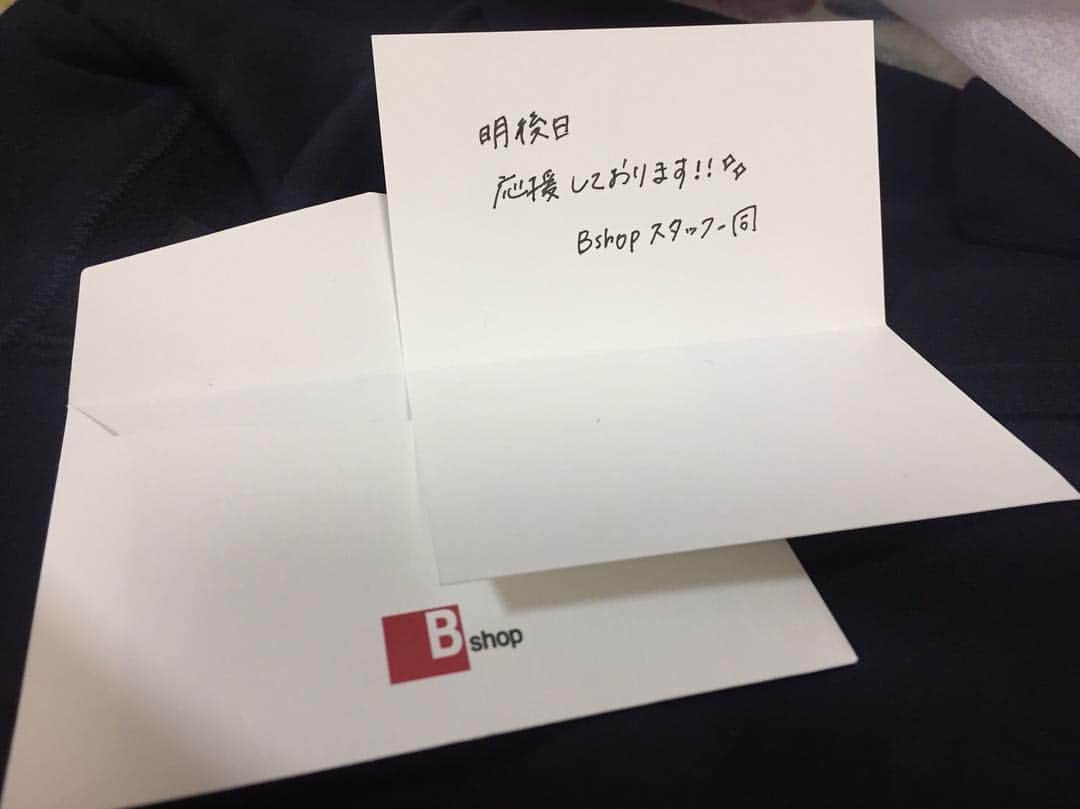 明後日
応援しております!!
Bshop スタッフ一同
B shop